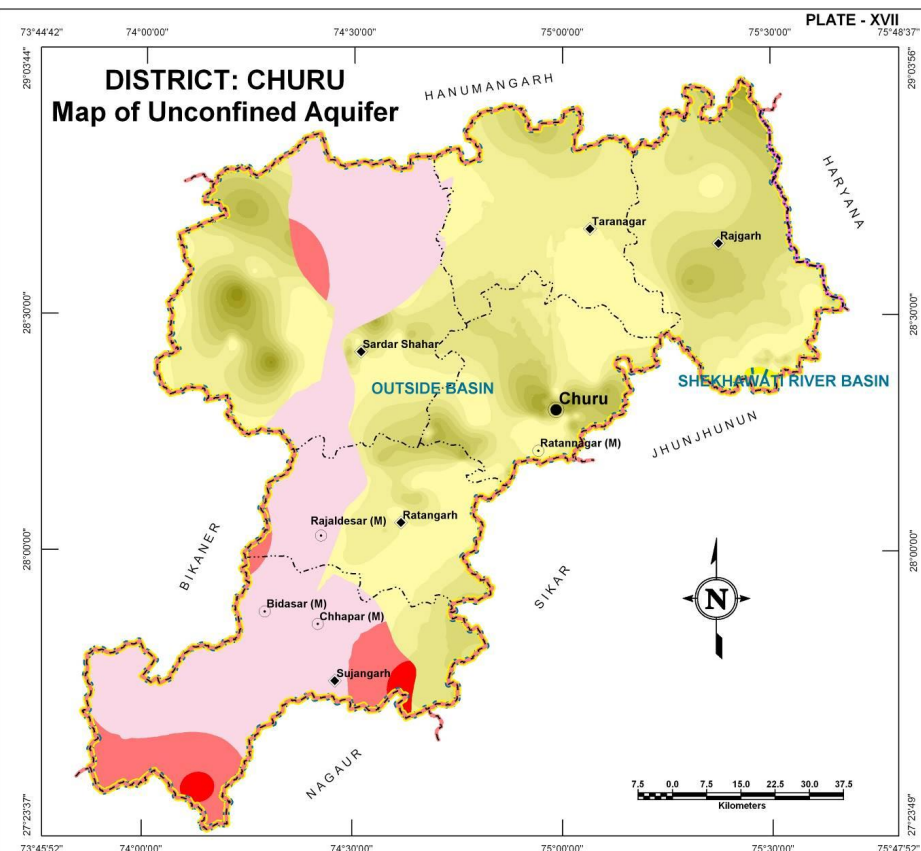 PLATE - XVII
73°44'42"
74°00'00"
74°30'00"
75°00'00"
75°30'00"
75°48'37"
29°03'44"
29°03'56"
DISTRICT: CHURU
Map of Unconfined Aquifer
HANUMANGARH
HARYANA
Taranagar
Rajgarh
28°30'00"
28°30'00"
Sardar Shahar
OUTSIDE BASIN
SHEKHAWATI RIVER BASIN
Churu
Ratannagar (M)
JHUNJHUNUN
Rajaldesar (M)
Ratangarh
BIKANER
28°00'00"
28°00'00"
SIKAR
Bidasar (M)
Chhapar (M)
N
Sujangarh
NAGAUR
7.5 0.0 7.5 15.0 22.5 30.0 37.5
Kilometers
27°23'37"
27°23'49"
73°45'52"
74°00'00"
74°30'00"
75°00'00"
75°30'00"
75°47'52"